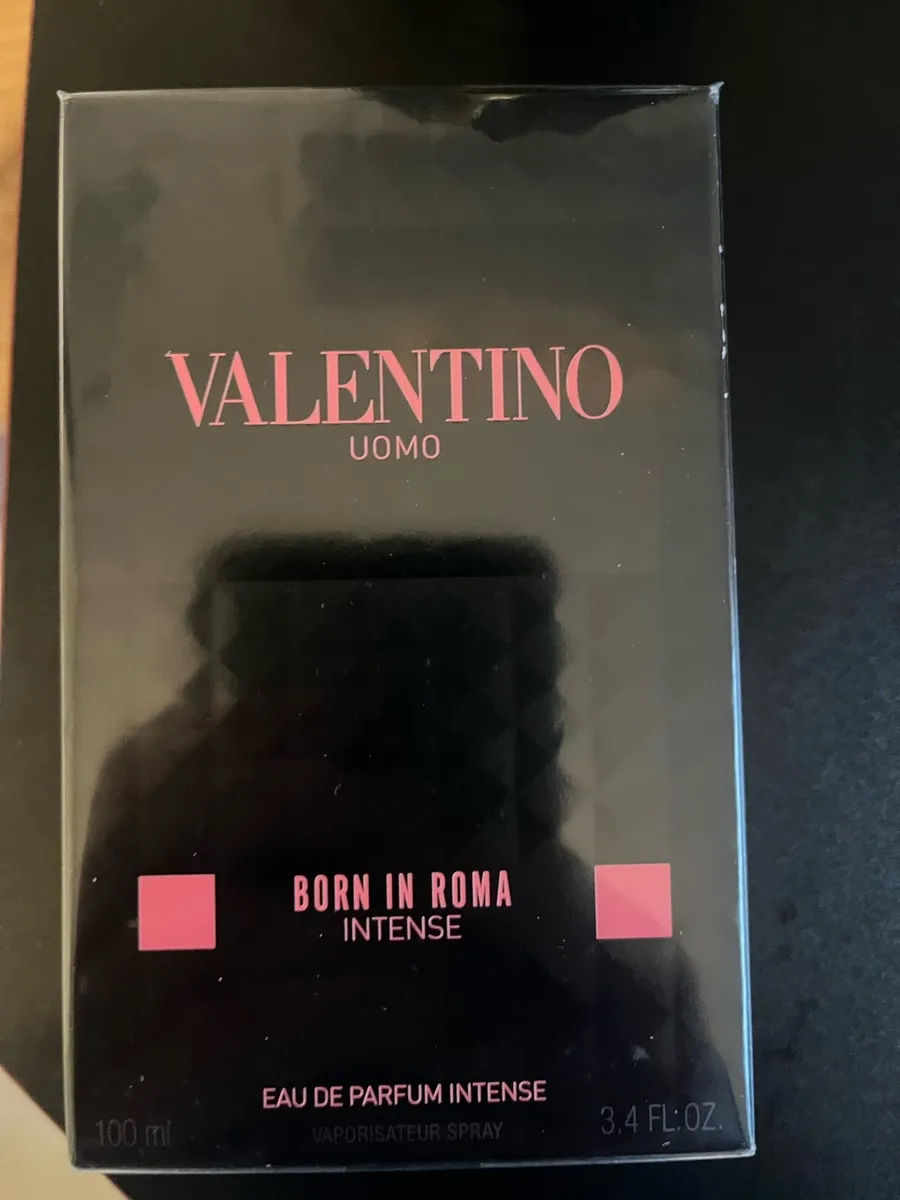 VALENTINO
UOMO
BORN IN ROMA
INTENSE
EAU DE PARFUM INTENSE
100 ml VAPORISATEUR SPRAY 3,4 FL.OZ.